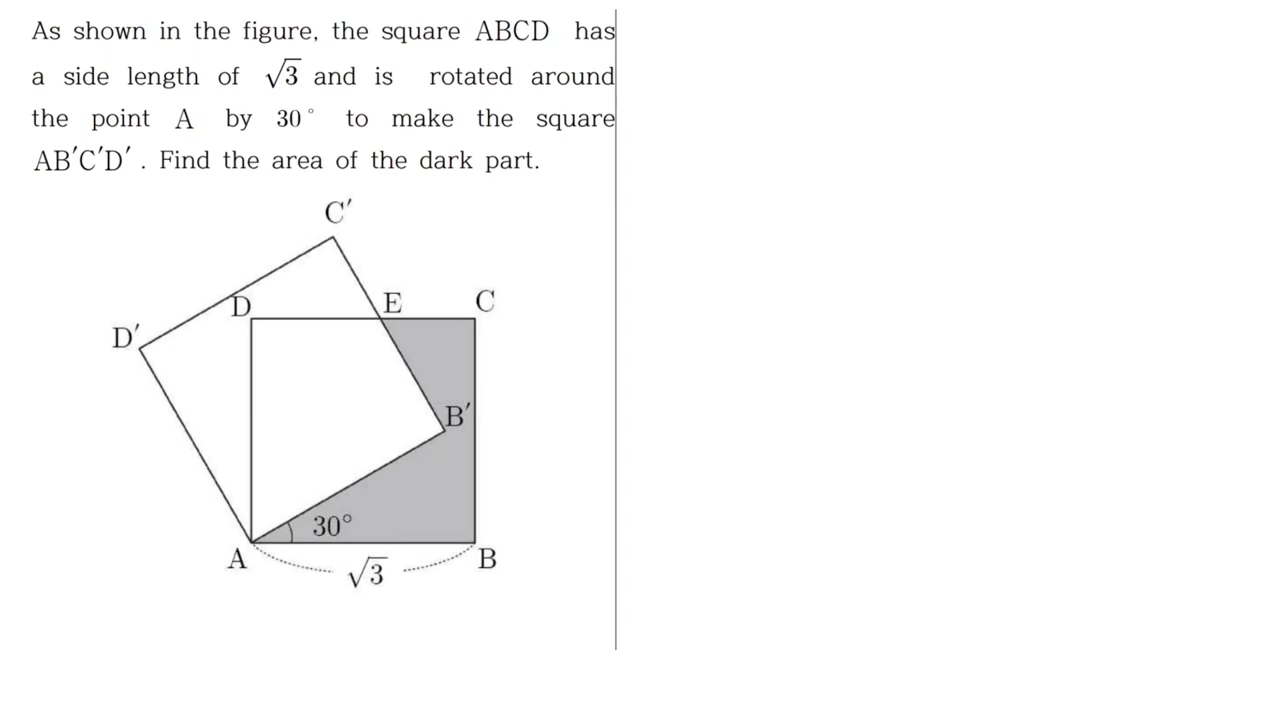 As shown in the figure, the square ABCD has
a side length of √3 and is rotated around
the point A by 30° to make the square
AB′C′D′. Find the area of the dark part.
C′
D E C
D′
B′
30°
A B
√3